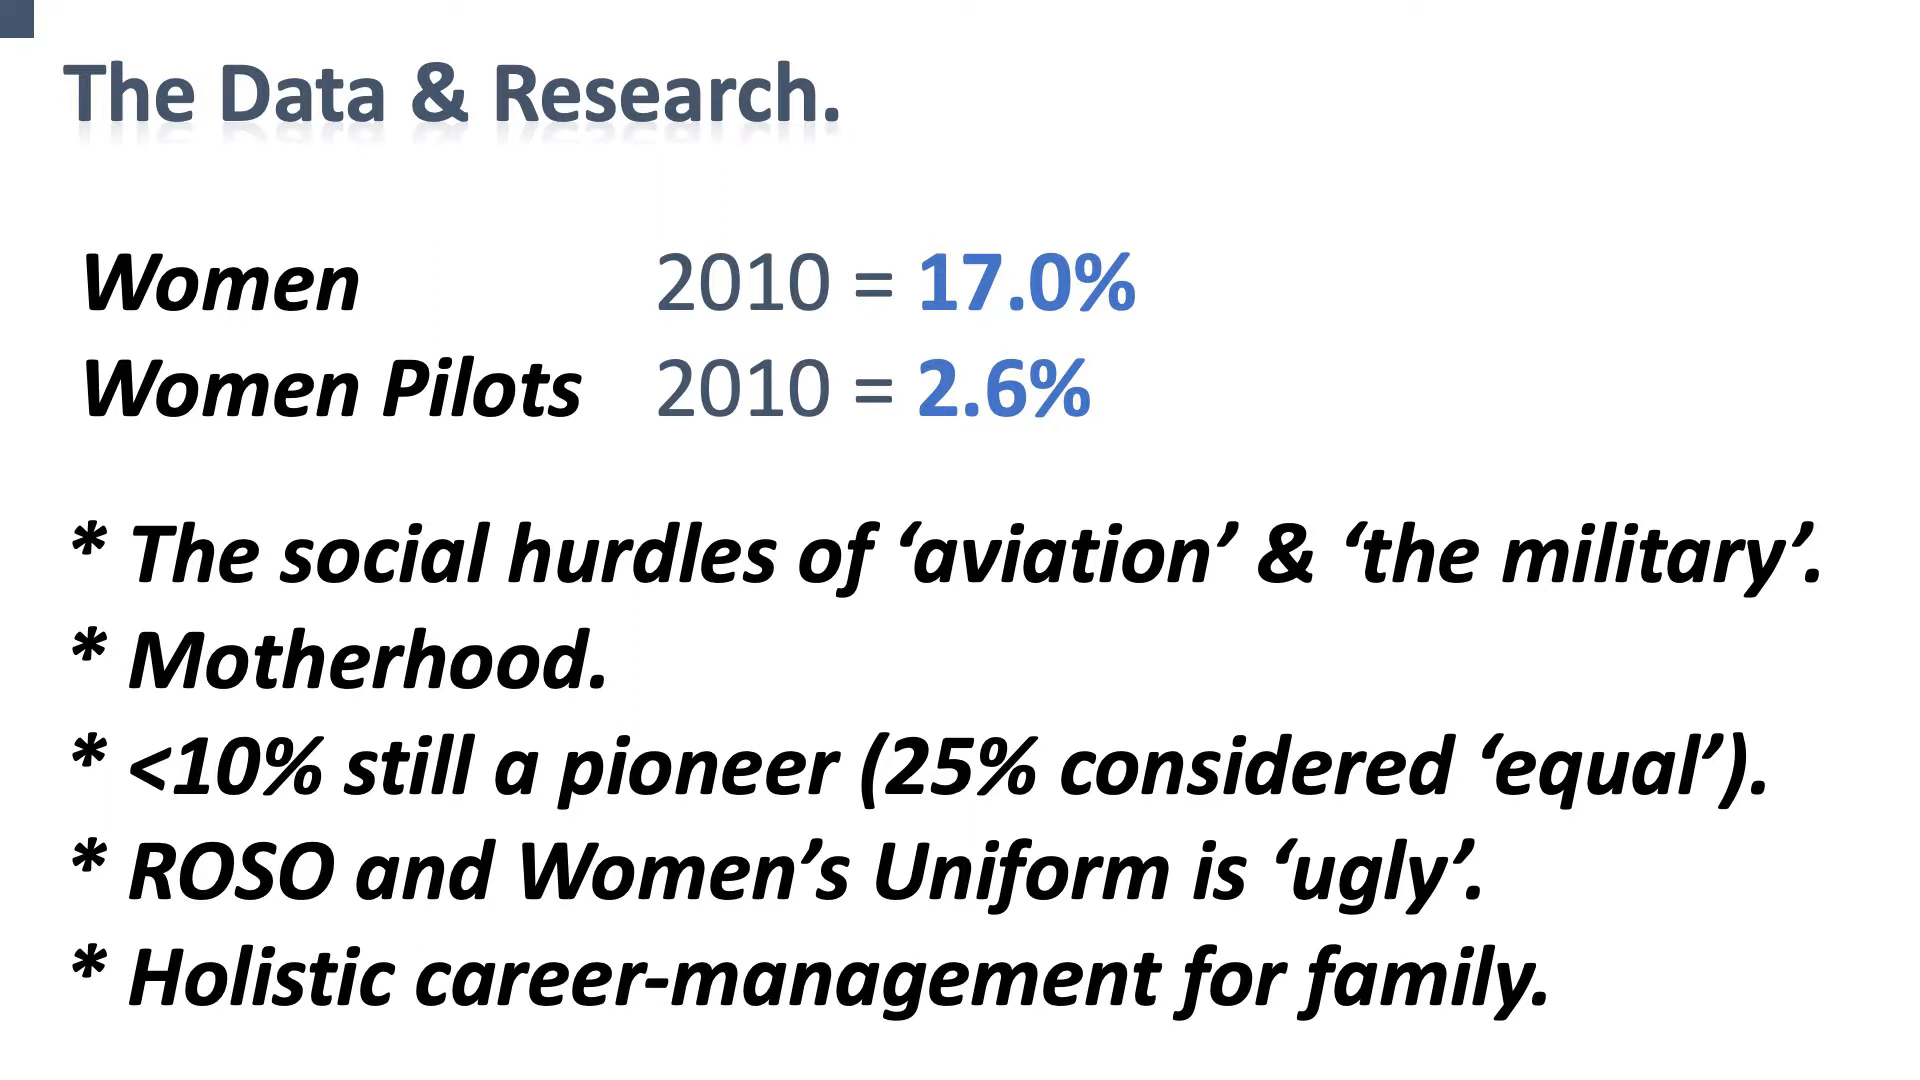 The Data & Research.
Women 2010 = 17.0%
Women Pilots 2010 = 2.6%
* The social hurdles of ‘aviation’ & ‘the military’.
* Motherhood.
* <10% still a pioneer (25% considered ‘equal’).
* ROSO and Women’s Uniform is ‘ugly’.
* Holistic career-management for family.